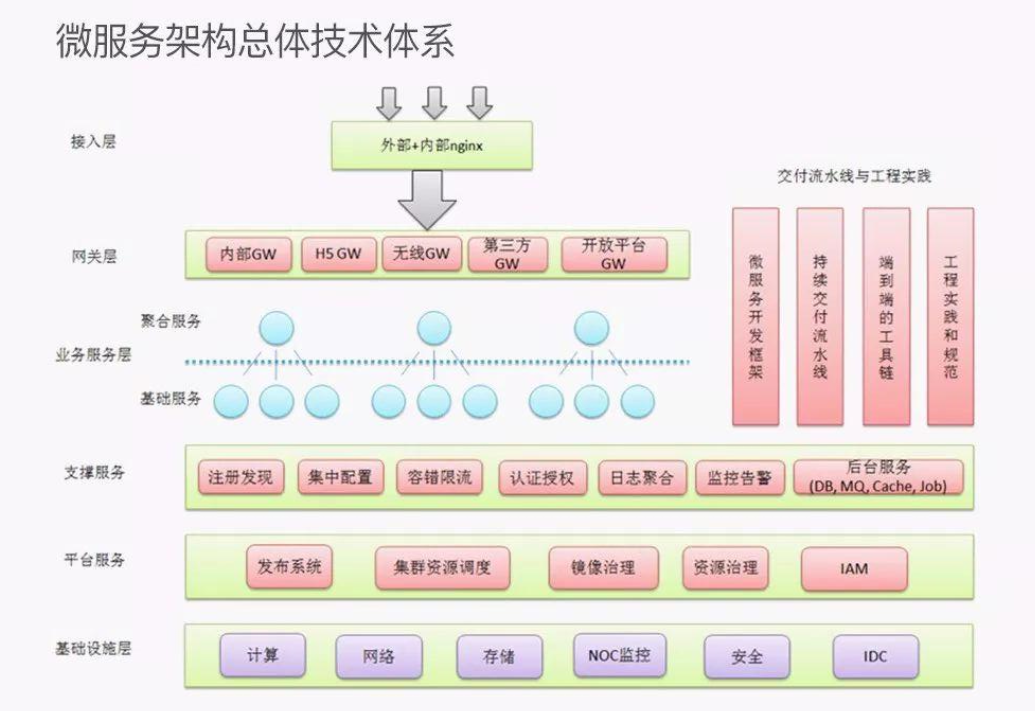 微服务架构总体技术体系
接入层
外部+内部nginx
交付流水线与工程实践
网关层
内部GW
H5 GW
无线GW
第三方
GW
开放平台
GW
微服务开发框架
持续交付流水线
端到端的工具链
工程实践和规范
聚合服务
业务服务层
基础服务
支撑服务
注册发现
集中配置
容错限流
认证授权
日志聚合
监控告警
后台服务
(DB, MQ, Cache, Job)
平台服务
发布系统
集群资源调度
镜像治理
资源治理
IAM
基础设施层
计算
网络
存储
NOC监控
安全
IDC